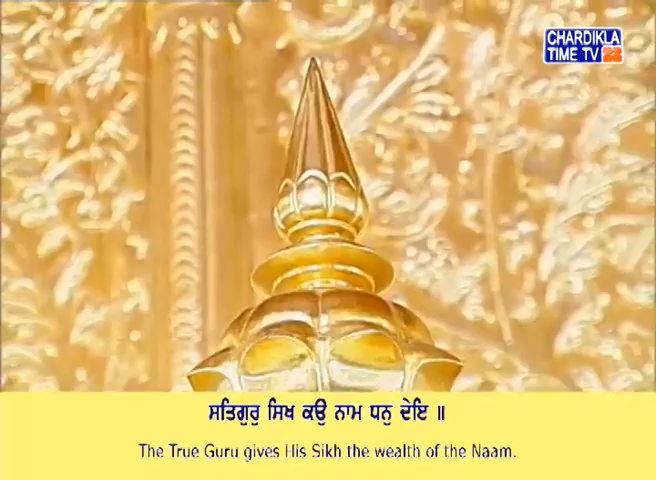 CHARDIKLA
TIME TV
ਸਤਿਗੁਰੁ ਸਿਖ ਕਉ ਨਾਮ ਧਨੁ ਦੇਇ ॥
The True Guru gives His Sikh the wealth of the Naam.